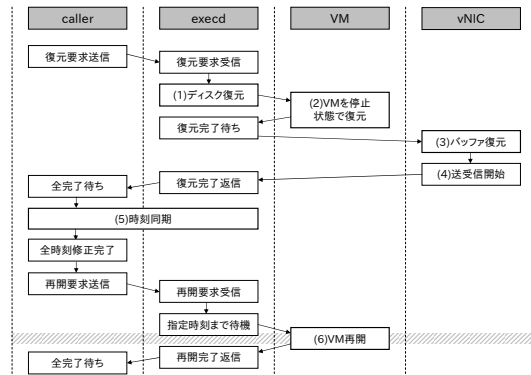 caller
execd
VM
vNIC
復元要求送信
復元要求受信
(1)ディスク復元
(2)VMを停止
状態で復元
復元完了待ち
(3)バッファ復元
(4)送受信開始
復元完了返信
全完了待ち
(5)時刻同期
全時刻修正完了
再開要求送信
再開要求受信
指定時刻まで待機
(6)VM再開
再開完了返信
全完了待ち